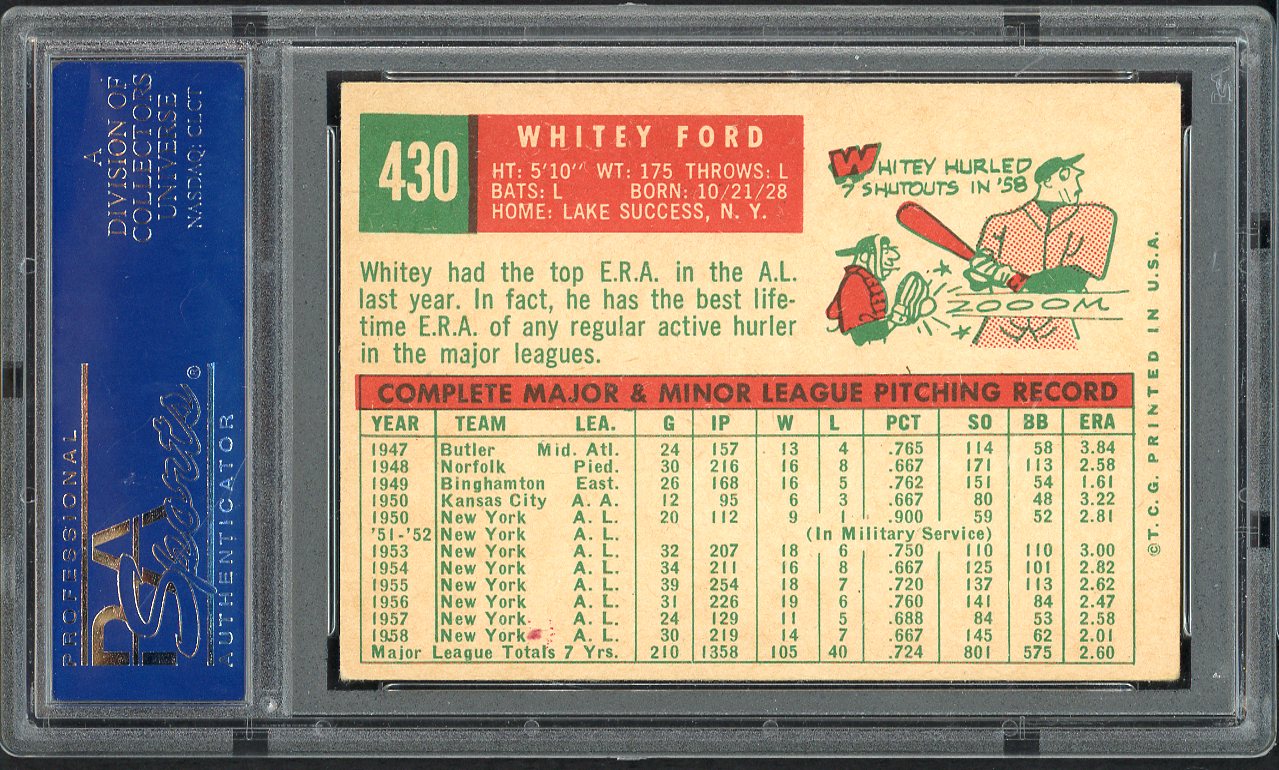 A
DIVISION OF
COLLECTORS
UNIVERSE
NASDAQ: CLCT
PROFESSIONAL
PSA
Sports©
AUTHENTICATOR
430
WHITEY FORD
HT: 5'10" WT: 175 THROWS: L
BATS: L BORN: 10/21/28
HOME: LAKE SUCCESS, N. Y.
WHITEY HURLED
7 SHUTOUTS IN '58
ZOOOM
Whitey had the top E.R.A. in the A.L.
last year. In fact, he has the best life-
time E.R.A. of any regular active hurler
in the major leagues.
COMPLETE MAJOR & MINOR LEAGUE PITCHING RECORD
YEAR TEAM LEA. G IP W L PCT SO BB ERA
1947 Butler Mid. Atl. 24 157 13 4 .765 114 58 3.84
1948 Norfolk Pied. 30 216 16 8 .667 171 113 2.58
1949 Binghamton East. 26 168 16 5 .762 151 54 1.61
1950 Kansas City A. A. 12 95 6 3 .667 80 48 3.22
1950 New York A. L. 20 112 9 1 .900 59 52 2.81
'51-'52 New York A. L. (In Military Service)
1953 New York A. L. 32 207 18 6 .750 110 110 3.00
1954 New York A. L. 34 211 16 8 .667 125 101 2.82
1955 New York A. L. 39 254 18 7 .720 137 113 2.62
1956 New York A. L. 31 226 19 6 .760 141 84 2.47
1957 New York A. L. 24 129 11 5 .688 84 53 2.58
1958 New York A. L. 30 219 14 7 .667 145 62 2.01
Major League Totals 7 Yrs. 210 1358 105 40 .724 801 575 2.60
©T.C.G. PRINTED IN U.S.A.